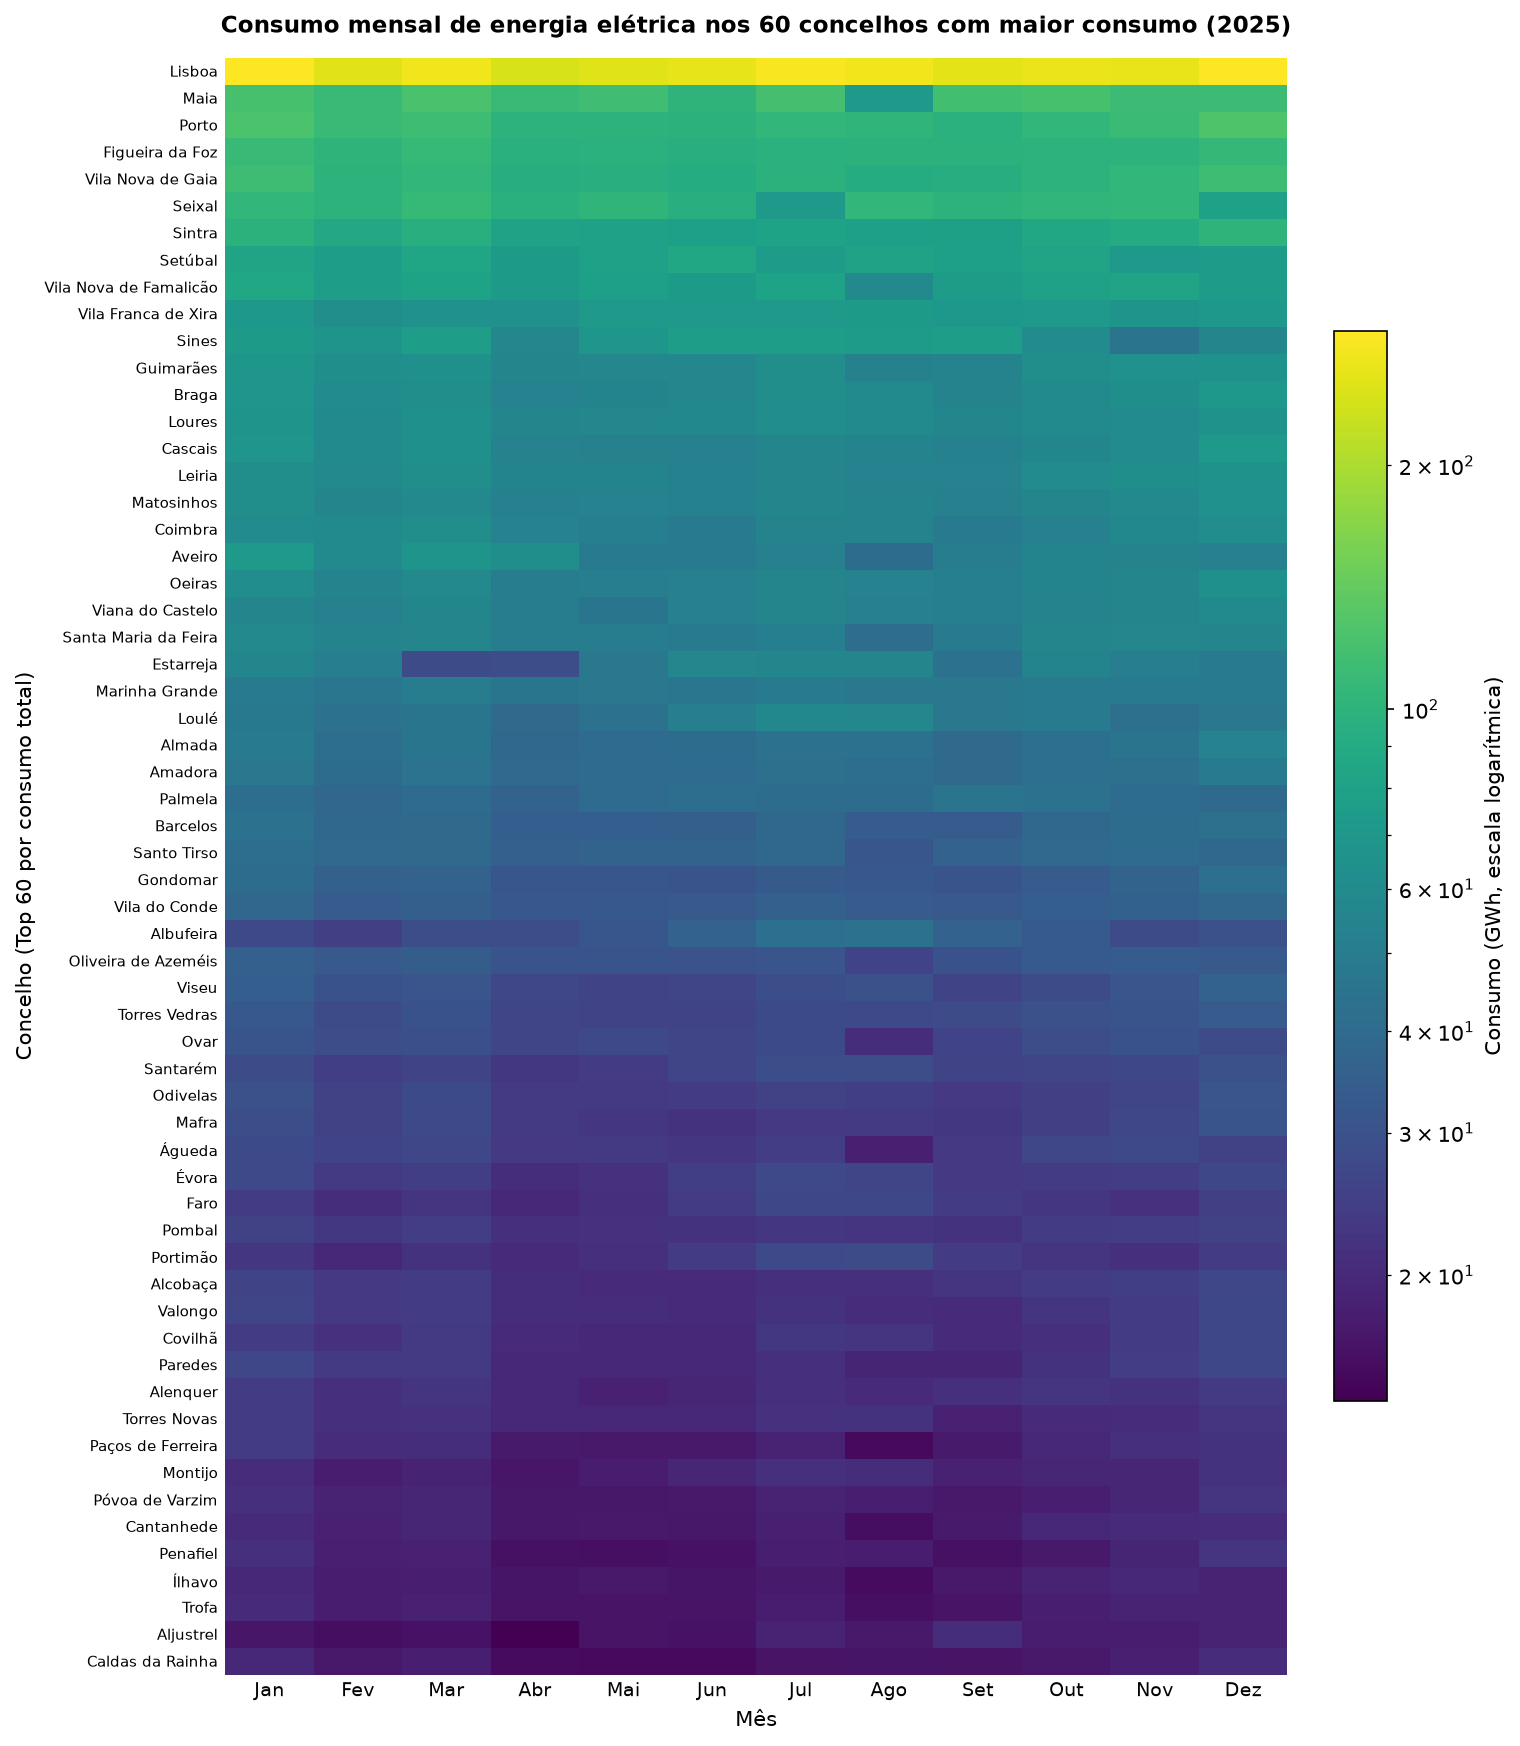 Consumo mensal de energia elétrica nos 60 concelhos com maior consumo (2025)
Concelho (Top 60 por consumo total)
Lisboa
Maia
Porto
Figueira da Foz
Vila Nova de Gaia
Seixal
Sintra
Setúbal
Vila Nova de Famalicão
Vila Franca de Xira
Sines
Guimarães
Braga
Loures
Cascais
Leiria
Matosinhos
Coimbra
Aveiro
Oeiras
Viana do Castelo
Santa Maria da Feira
Estarreja
Marinha Grande
Loulé
Almada
Amadora
Palmela
Barcelos
Santo Tirso
Gondomar
Vila do Conde
Albufeira
Oliveira de Azeméis
Viseu
Torres Vedras
Ovar
Santarém
Odivelas
Mafra
Águeda
Évora
Faro
Pombal
Portimão
Alcobaça
Valongo
Covilhã
Paredes
Alenquer
Torres Novas
Paços de Ferreira
Montijo
Póvoa de Varzim
Cantanhede
Penafiel
Ílhavo
Trofa
Aljustrel
Caldas da Rainha
Jan Fev Mar Abr Mai Jun Jul Ago Set Out Nov Dez
Mês
2 × 10²
10²
6 × 10¹
4 × 10¹
3 × 10¹
2 × 10¹
Consumo (GWh, escala logarítmica)